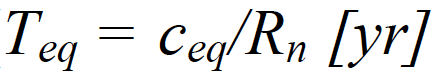 T_eq = c_eq/R_n [yr]